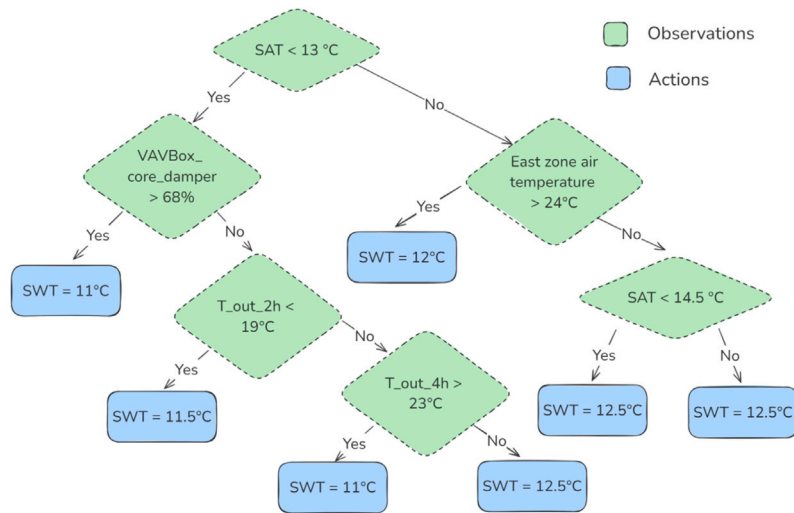 SAT < 13 °C
Observations
Actions
Yes
No
VAVBox_
core_damper
> 68%
East zone air
temperature
> 24°C
Yes
No
Yes
No
SWT = 11°C
SWT = 12°C
T_out_2h <
19°C
SAT < 14.5 °C
Yes
No
Yes
No
T_out_4h >
23°C
SWT = 11.5°C
SWT = 12.5°C
SWT = 12.5°C
Yes
No
SWT = 11°C
SWT = 12.5°C